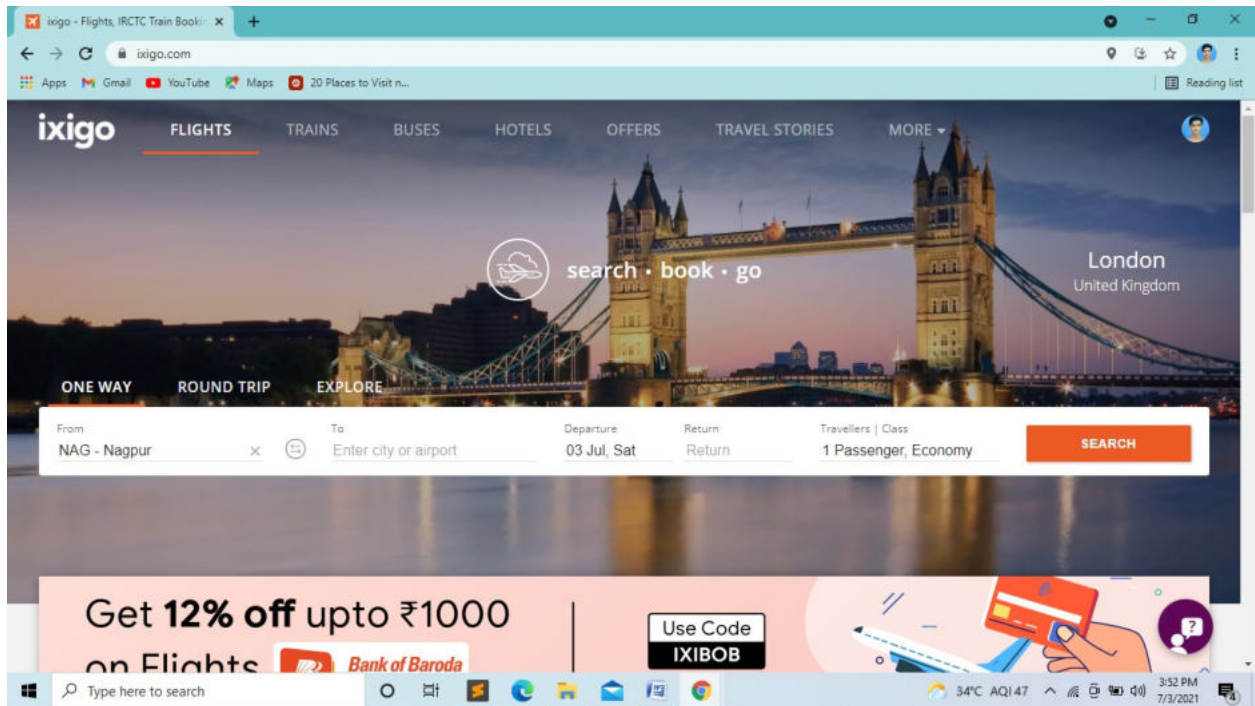 ixigo - Flights, IRCTC Train Bookin
ixigo.com
Apps Gmail YouTube Maps 20 Places to Visit n... Reading list
ixigo FLIGHTS TRAINS BUSES HOTELS OFFERS TRAVEL STORIES MORE
search · book · go
London
United Kingdom
ONE WAY ROUND TRIP EXPLORE
From To Departure Return Travellers | Class
NAG - Nagpur Enter city or airport 03 Jul, Sat Return 1 Passenger, Economy SEARCH
Get 12% off upto ₹1000
on Flights Bank of Baroda
Use Code
IXIBOB
Type here to search 34°C AQI 47 3:52 PM
7/3/2021 4